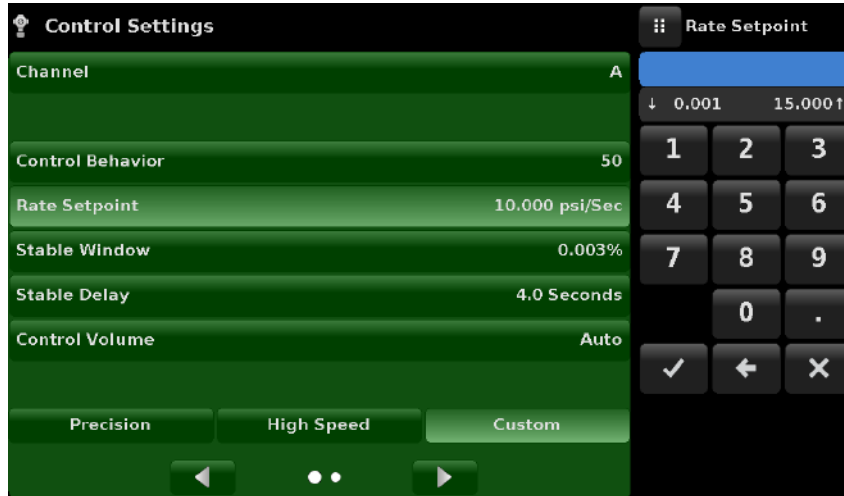 Control Settings
Channel A
Control Behavior 50
Rate Setpoint 10.000 psi/Sec
Stable Window 0.003%
Stable Delay 4.0 Seconds
Control Volume Auto
Precision High Speed Custom
Rate Setpoint
↓ 0.001 15.000↑
1 2 3
4 5 6
7 8 9
0 .